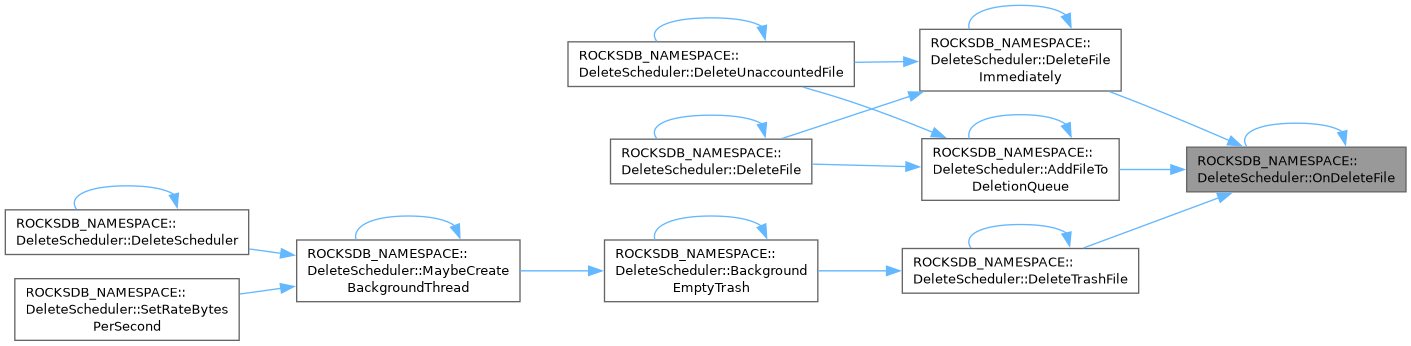 ROCKSDB_NAMESPACE::
DeleteScheduler::DeleteUnaccountedFile
ROCKSDB_NAMESPACE::
DeleteScheduler::DeleteFile
Immediately
ROCKSDB_NAMESPACE::
DeleteScheduler::DeleteFile
ROCKSDB_NAMESPACE::
DeleteScheduler::AddFileTo
DeletionQueue
ROCKSDB_NAMESPACE::
DeleteScheduler::OnDeleteFile
ROCKSDB_NAMESPACE::
DeleteScheduler::DeleteScheduler
ROCKSDB_NAMESPACE::
DeleteScheduler::MaybeCreate
BackgroundThread
ROCKSDB_NAMESPACE::
DeleteScheduler::Background
EmptyTrash
ROCKSDB_NAMESPACE::
DeleteScheduler::DeleteTrashFile
ROCKSDB_NAMESPACE::
DeleteScheduler::SetRateBytes
PerSecond